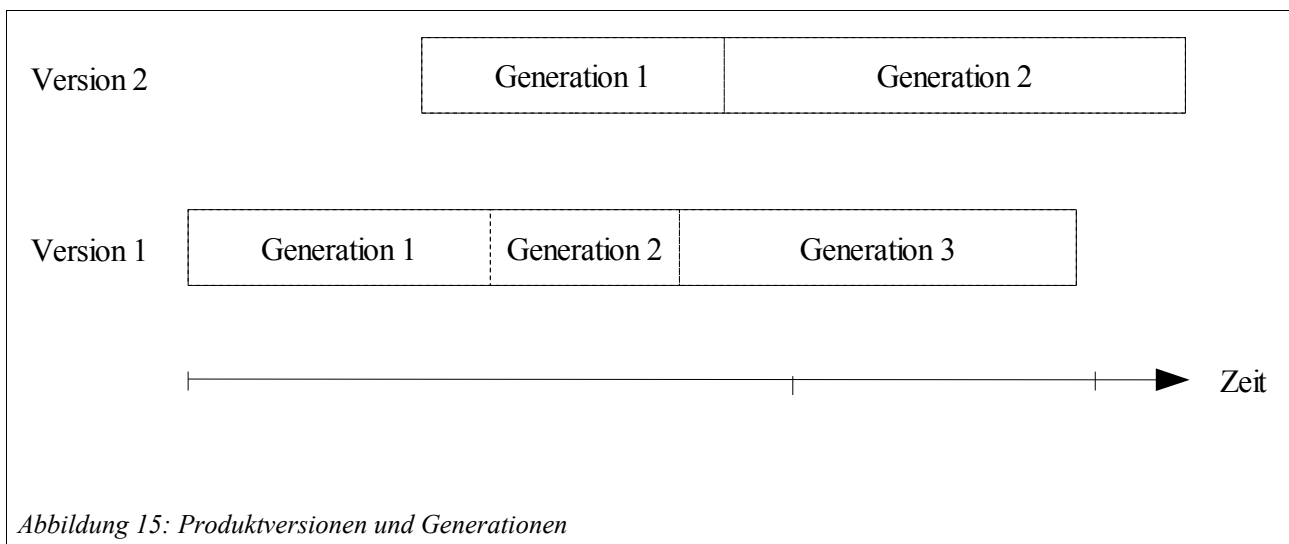 Version 2
Generation 1
Generation 2
Version 1
Generation 1
Generation 2
Generation 3
Zeit
Abbildung 15: Produktversionen und Generationen